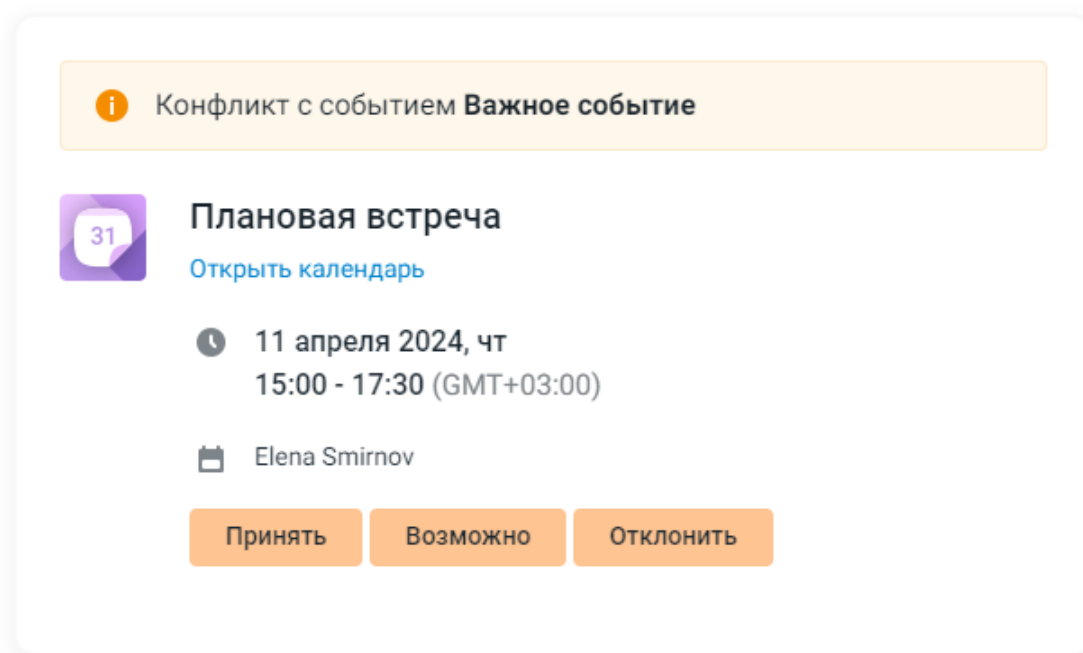 Конфликт с событием Важное событие
31
Плановая встреча
Открыть календарь
11 апреля 2024, чт
15:00 - 17:30 (GMT+03:00)
Elena Smirnov
Принять Возможно Отклонить